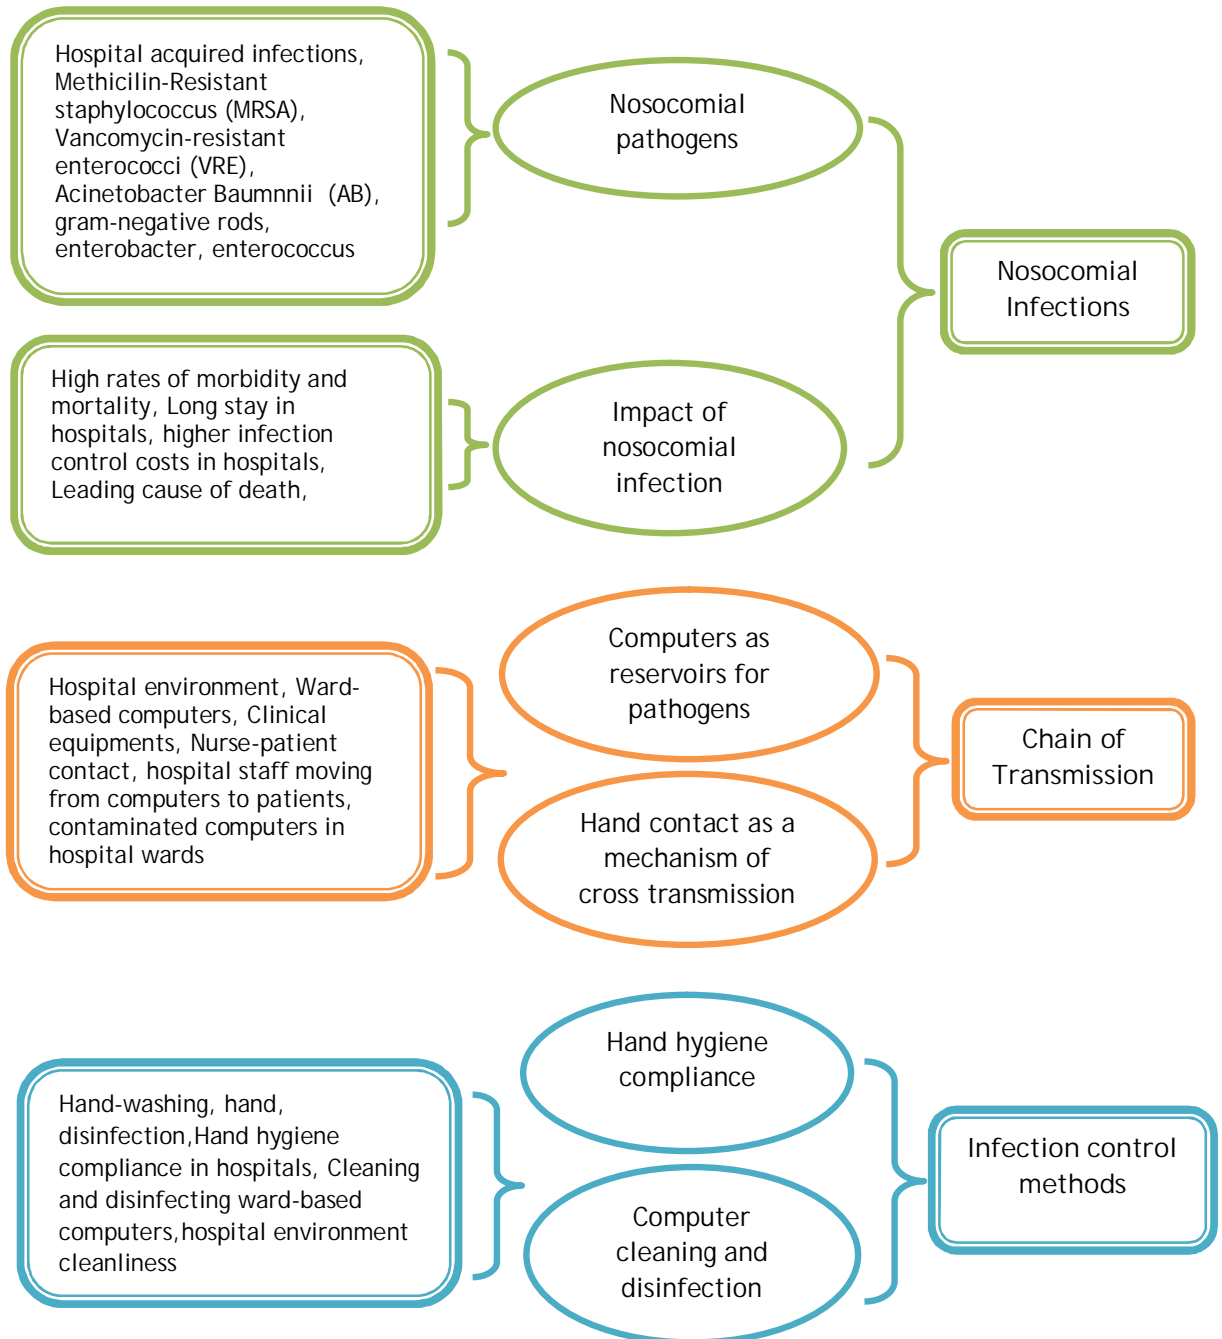 Hospital acquired infections,
Methicilin-Resistant
staphylococcus (MRSA),
Vancomycin-resistant
enterococci (VRE),
Acinetobacter Baumnnii  (AB),
gram-negative rods,
enterobacter, enterococcus
Nosocomial
pathogens
Nosocomial
Infections
High rates of morbidity and
mortality, Long stay in
hospitals, higher infection
control costs in hospitals,
Leading cause of death,
Impact of
nosocomial
infection
Hospital environment, Ward-
based computers, Clinical
equipments, Nurse-patient
contact, hospital staff moving
from computers to patients,
contaminated computers in
hospital wards
Computers as
reservoirs for
pathogens
Hand contact as a
mechanism of
cross transmission
Chain of
Transmission
Hand-washing, hand,
disinfection,Hand hygiene
compliance in hospitals, Cleaning
and disinfecting ward-based
computers,hospital environment
cleanliness
Hand hygiene
compliance
Computer
cleaning and
disinfection
Infection control
methods